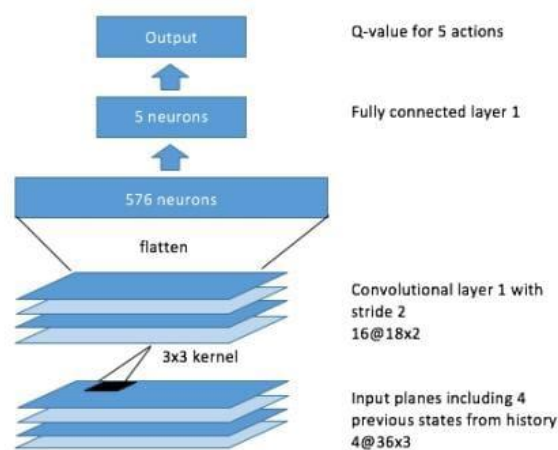 Output
Q-value for 5 actions
5 neurons
Fully connected layer 1
576 neurons
flatten
Convolutional layer 1 with
stride 2
16@18x2
3x3 kernel
Input planes including 4
previous states from history
4@36x3